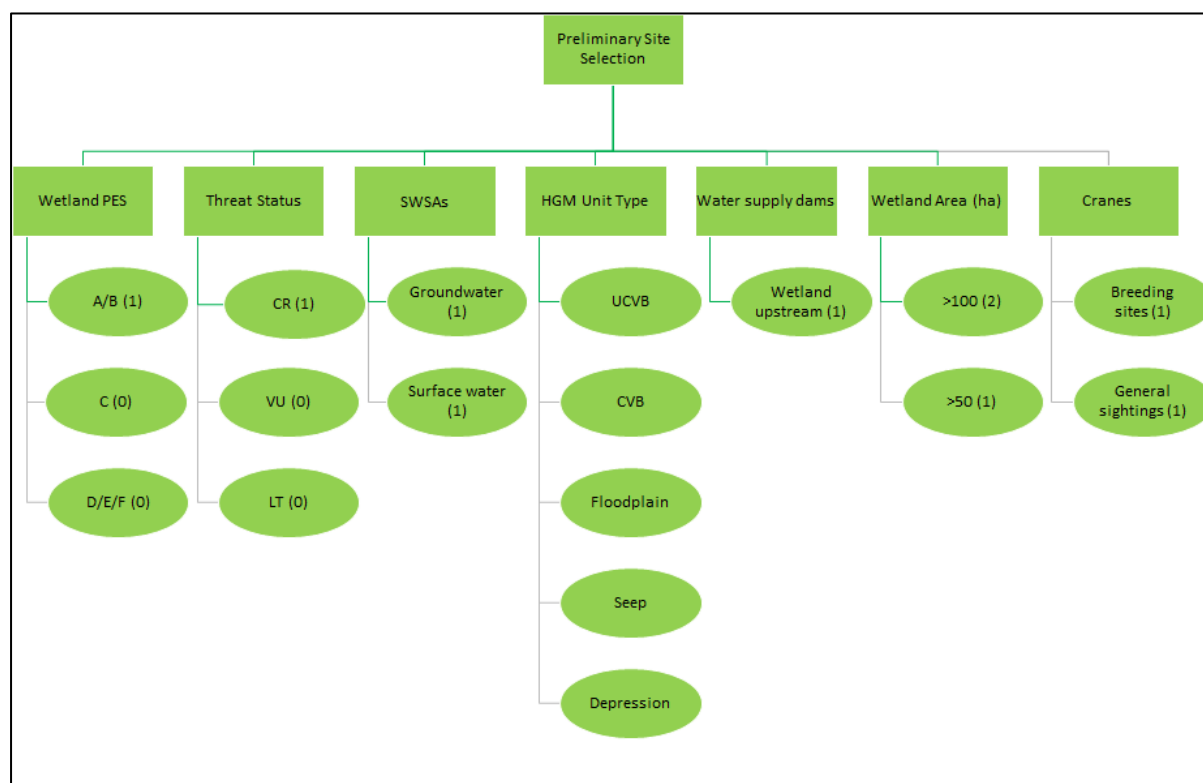 Preliminary Site
Selection
Wetland PES
Threat Status
SWSAs
HGM Unit Type
Water supply dams
Wetland Area (ha)
Cranes
A/B (1)
CR (1)
Groundwater
(1)
UCVB
Wetland
upstream (1)
>100 (2)
Breeding
sites (1)
C (0)
VU (0)
Surface water
(1)
CVB
>50 (1)
General
sightings (1)
D/E/F (0)
LT (0)
Floodplain
Seep
Depression